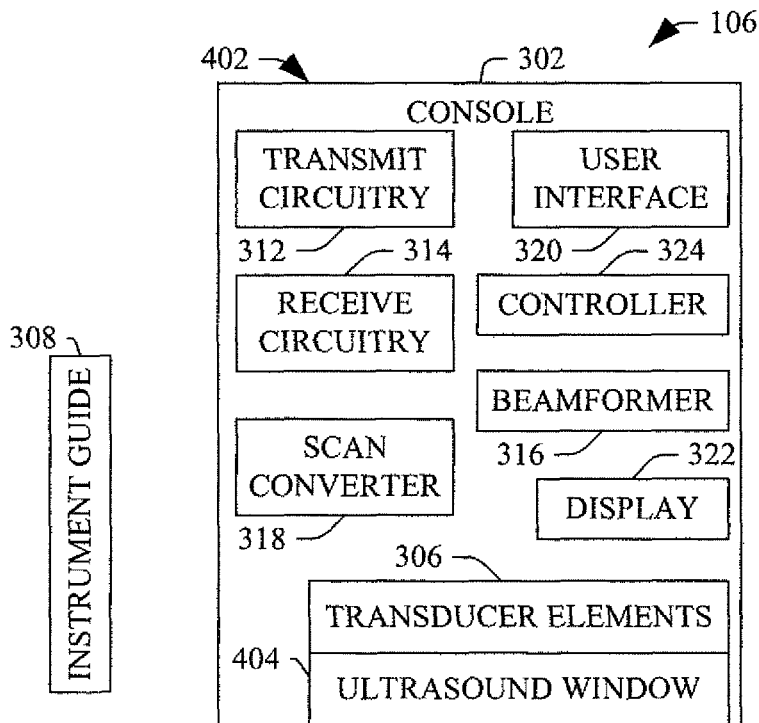 106
402
302
CONSOLE
TRANSMIT
CIRCUITRY
USER
INTERFACE
312
314
320
324
RECEIVE
CIRCUITRY
CONTROLLER
308
INSTRUMENT GUIDE
BEAMFORMER
SCAN
CONVERTER
316
322
318
DISPLAY
306
TRANSDUCER ELEMENTS
404
ULTRASOUND WINDOW